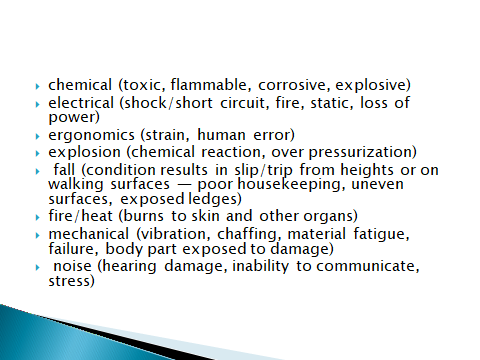 chemical (toxic, flammable, corrosive, explosive)
electrical (shock/short circuit, fire, static, loss of
power)
ergonomics (strain, human error)
explosion (chemical reaction, over pressurization)
fall (condition results in slip/trip from heights or on
walking surfaces — poor housekeeping, uneven
surfaces, exposed ledges)
fire/heat (burns to skin and other organs)
mechanical (vibration, chaffing, material fatigue,
failure, body part exposed to damage)
noise (hearing damage, inability to communicate,
stress)